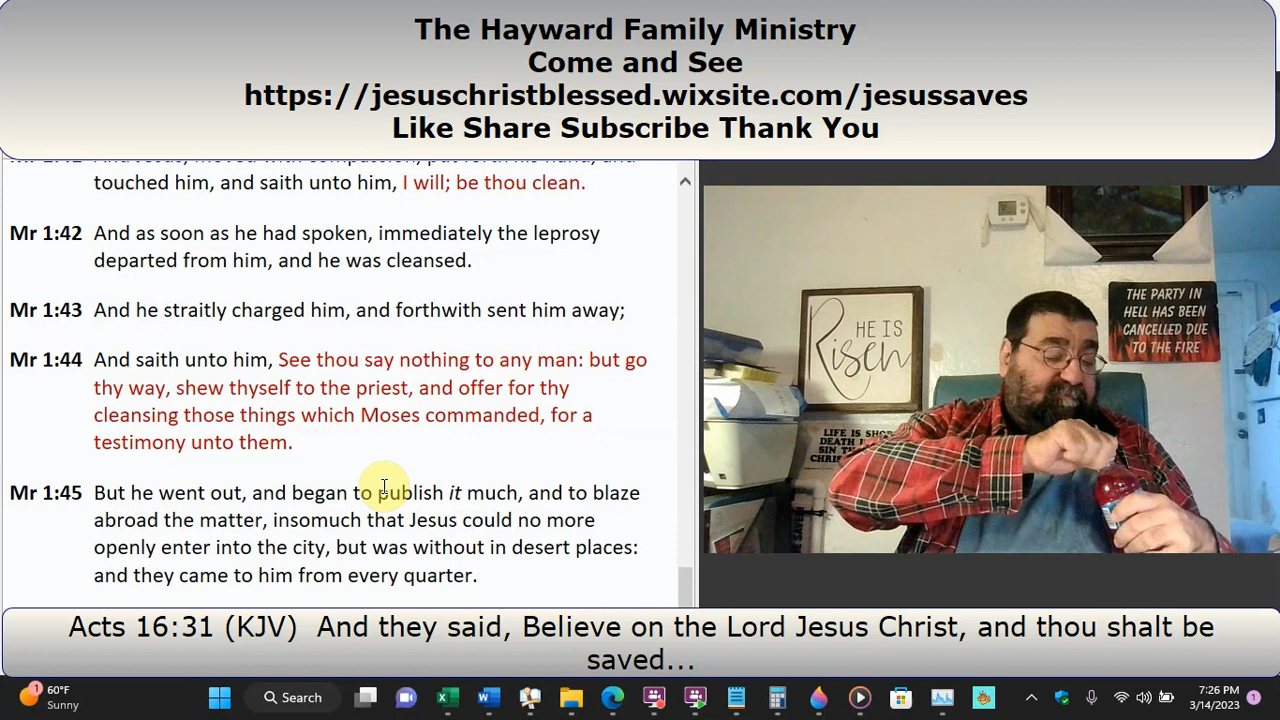 The Hayward Family Ministry
Come and See
https://jesuschristblessed.wixsite.com/jesussaves
Like Share Subscribe Thank You
touched him, and saith unto him, I will; be thou clean.
Mr 1:42 And as soon as he had spoken, immediately the leprosy
departed from him, and he was cleansed.
Mr 1:43 And he straitly charged him, and forthwith sent him away;
Mr 1:44 And saith unto him, See thou say nothing to any man: but go
thy way, shew thyself to the priest, and offer for thy
cleansing those things which Moses commanded, for a
testimony unto them.
Mr 1:45 But he went out, and began to publish it much, and to blaze
abroad the matter, insomuch that Jesus could no more
openly enter into the city, but was without in desert places:
and they came to him from every quarter.
HE IS
Risen
THE PARTY IN
HELL HAS BEEN
CANCELLED DUE
TO THE FIRE
LIFE IS
DEATH
SIN
Acts 16:31 (KJV) And they said, Believe on the Lord Jesus Christ, and thou shalt be
saved...
1
60°F
Sunny
Search
7:26 PM
3/14/2023
1